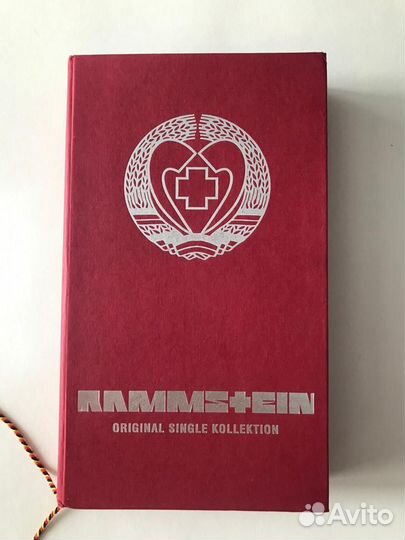 RAMMSTEIN
ORIGINAL SINGLE KOLLEKTION
Avito